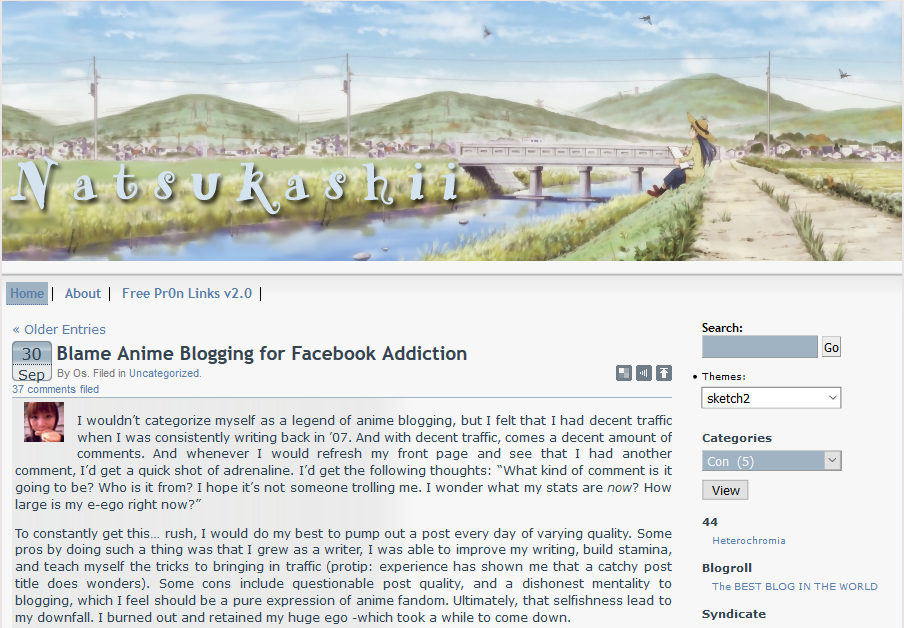 Natsukashii
Home | About | Free Pr0n Links v2.0 |
« Older Entries
30
Sep
Blame Anime Blogging for Facebook Addiction
By Os. Filed in Uncategorized.
37 comments filed
I wouldn’t categorize myself as a legend of anime blogging, but I felt that I had decent traffic
when I was consistently writing back in ’07. And with decent traffic, comes a decent amount of
comments. And whenever I would refresh my front page and see that I had another
comment, I’d get a quick shot of adrenaline. I’d get the following thoughts: “What kind of comment is it
going to be? Who is it from? I hope it’s not someone trolling me. I wonder what my stats are now? How
large is my e-ego right now?”
To constantly get this… rush, I would do my best to pump out a post every day of varying quality. Some
pros by doing such a thing was that I grew as a writer, I was able to improve my writing, build stamina,
and teach myself the tricks to bringing in traffic (protip: experience has shown me that a catchy post
title does wonders). Some cons include questionable post quality, and a dishonest mentality to
blogging, which I feel should be a pure expression of anime fandom. Ultimately, that selfishness lead to
my downfall. I burned out and retained my huge ego -which took a while to come down.
Search:
Go
• Themes:
sketch2
Categories
Con (5)
View
44
Heterochromia
Blogroll
The BEST BLOG IN THE WORLD
Syndicate